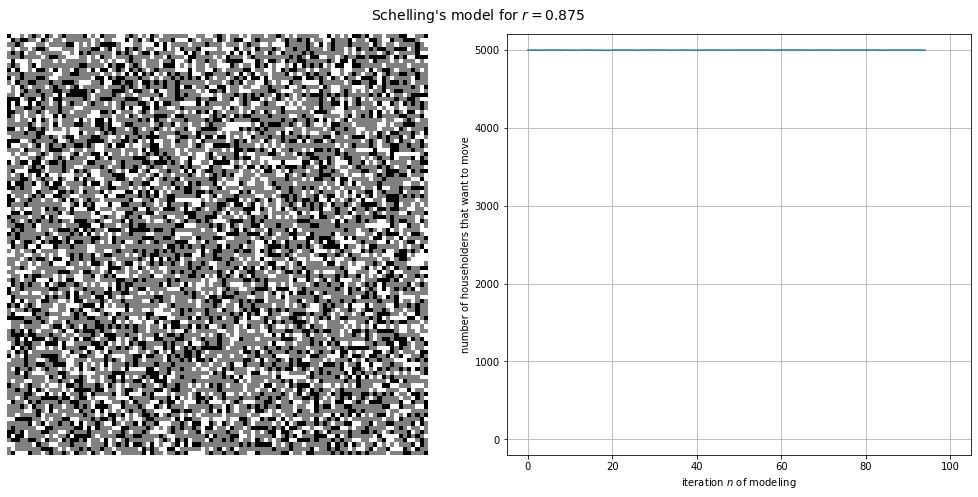 Schelling's model for r = 0.875
number of householders that want to move
5000
4000
3000
2000
1000
0
0 20 40 60 80 100
iteration n of modeling